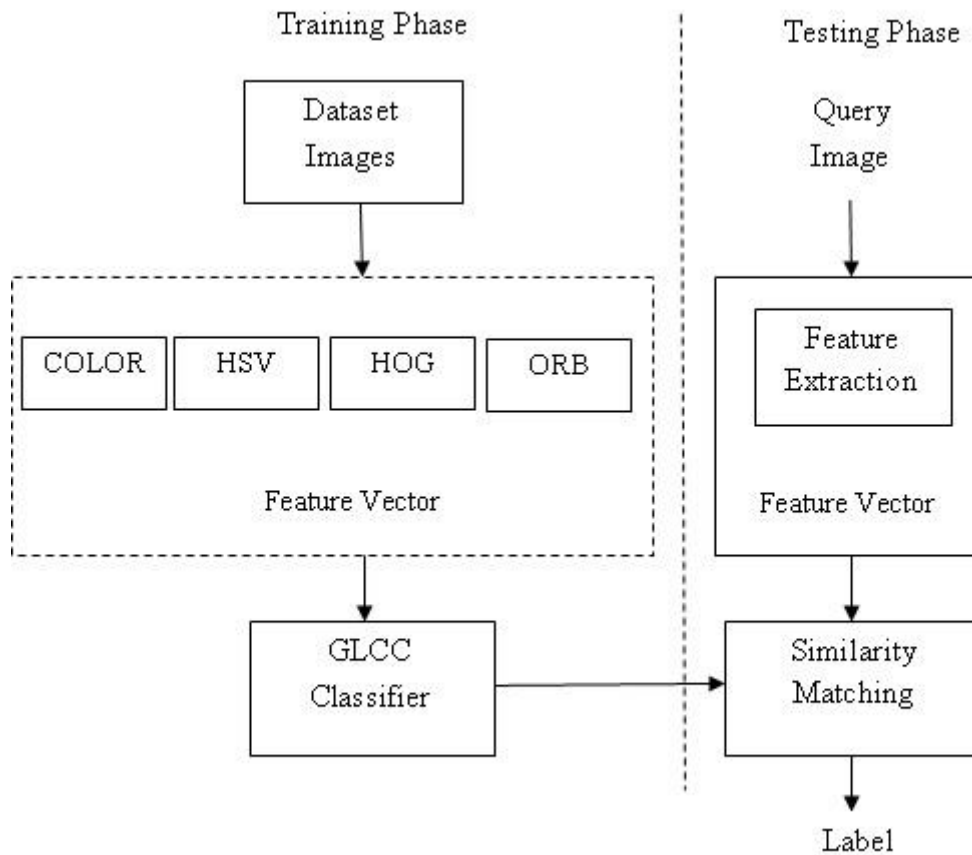 Training Phase
Testing Phase
Dataset
Images
Query
Image
COLOR
HSV
HOG
ORB
Feature Vector
Feature
Extraction
Feature Vector
GLCC
Classifier
Similarity
Matching
Label